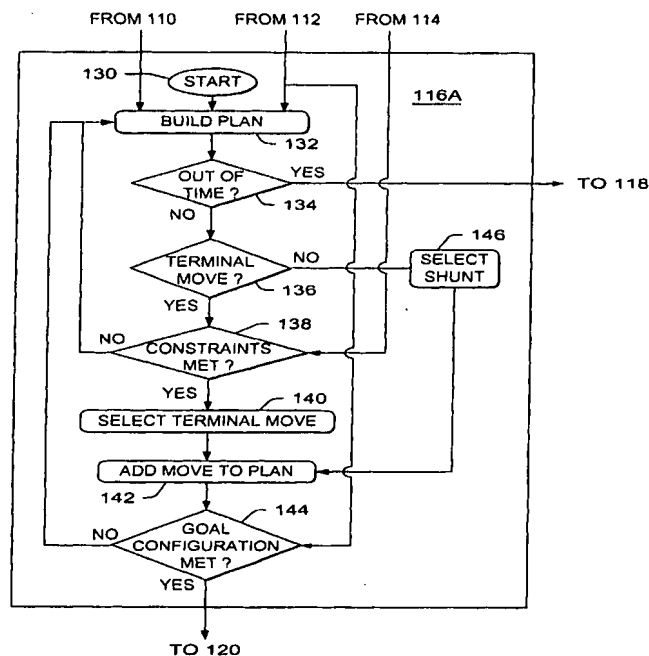 FROM 110
FROM 112
FROM 114
130
START
116A
BUILD PLAN
132
OUT OF
TIME ?
YES
134
TO 118
NO
146
TERMINAL
MOVE ?
NO
SELECT
SHUNT
136
YES
138
NO
CONSTRAINTS
MET ?
YES
140
SELECT TERMINAL MOVE
ADD MOVE TO PLAN
142
144
NO
GOAL
CONFIGURATION
MET ?
YES
TO 120